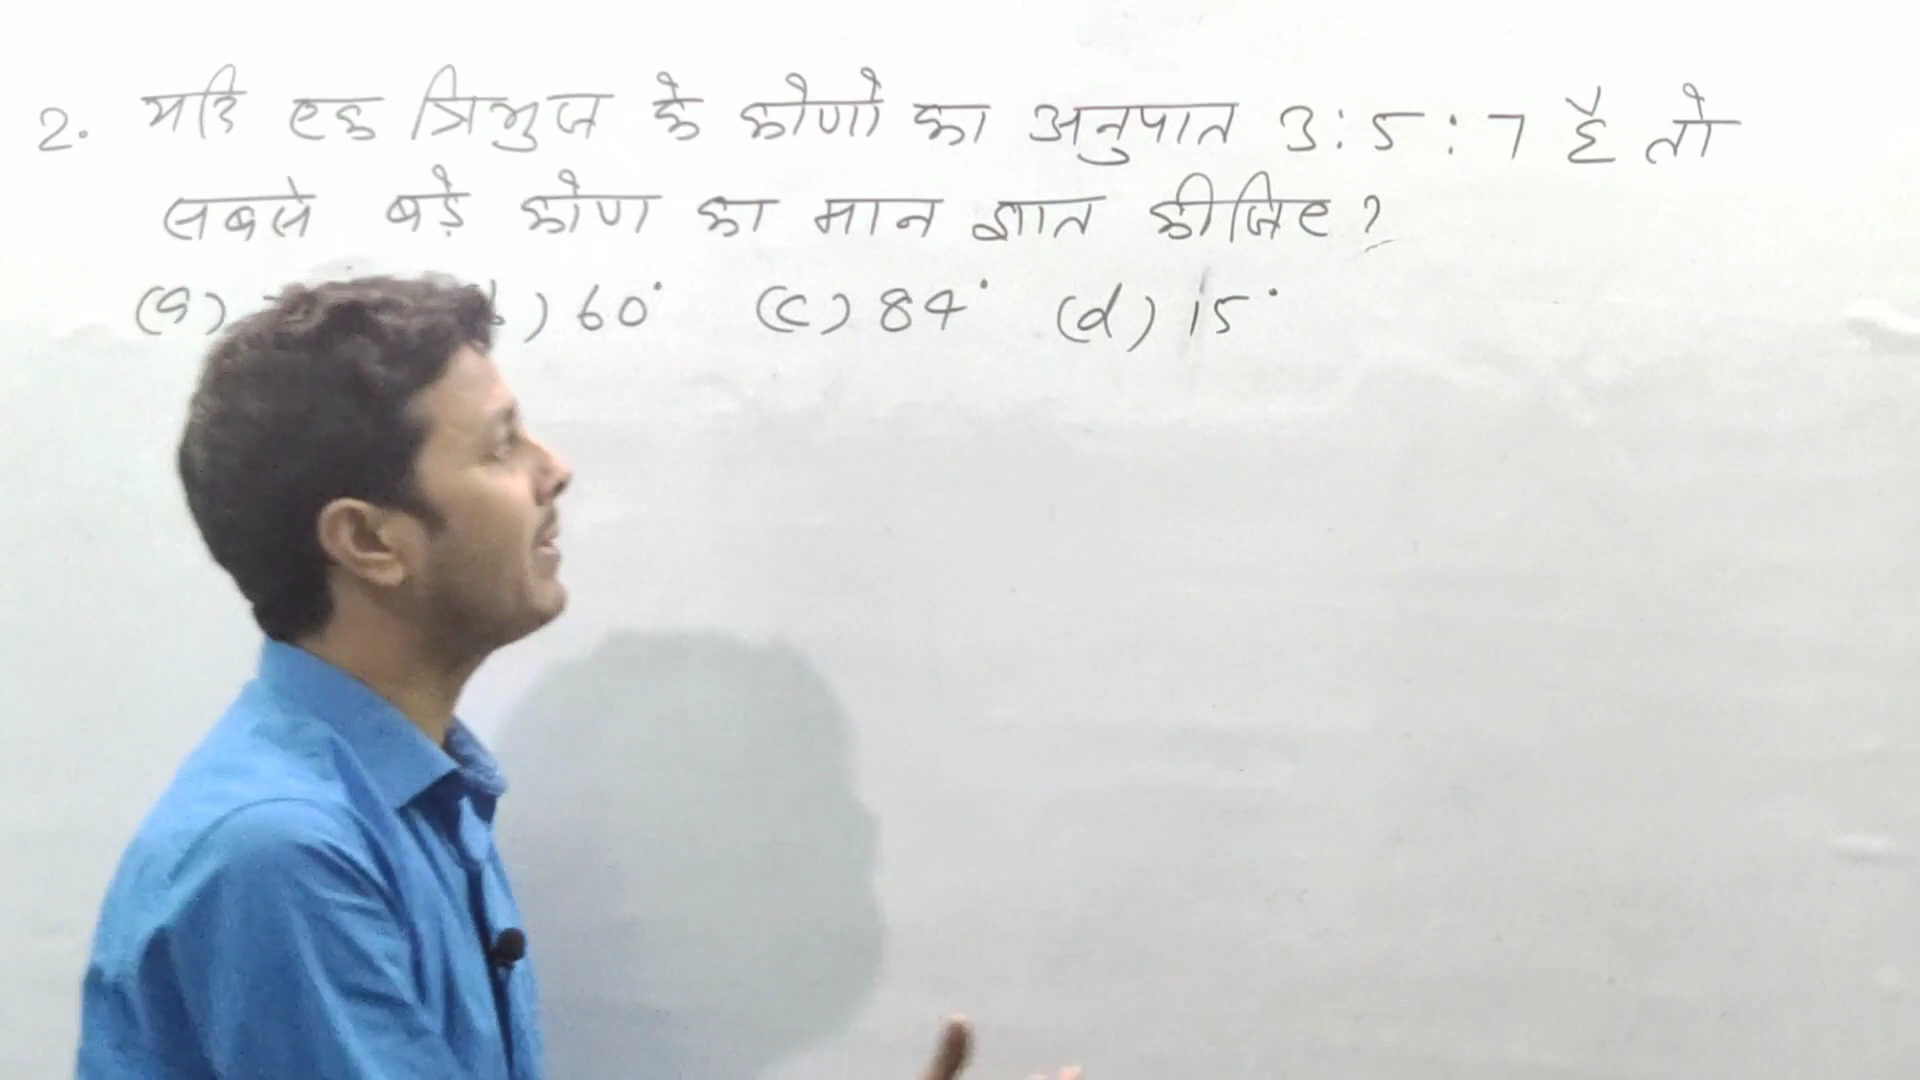 2. यदि एक त्रिभुज के कोणो का अनुपात 3:5:7 है तो
सबसे बड़े कोण का मान ज्ञात कीजिए?
(a) ) 60° (c) 84° (d) 15°